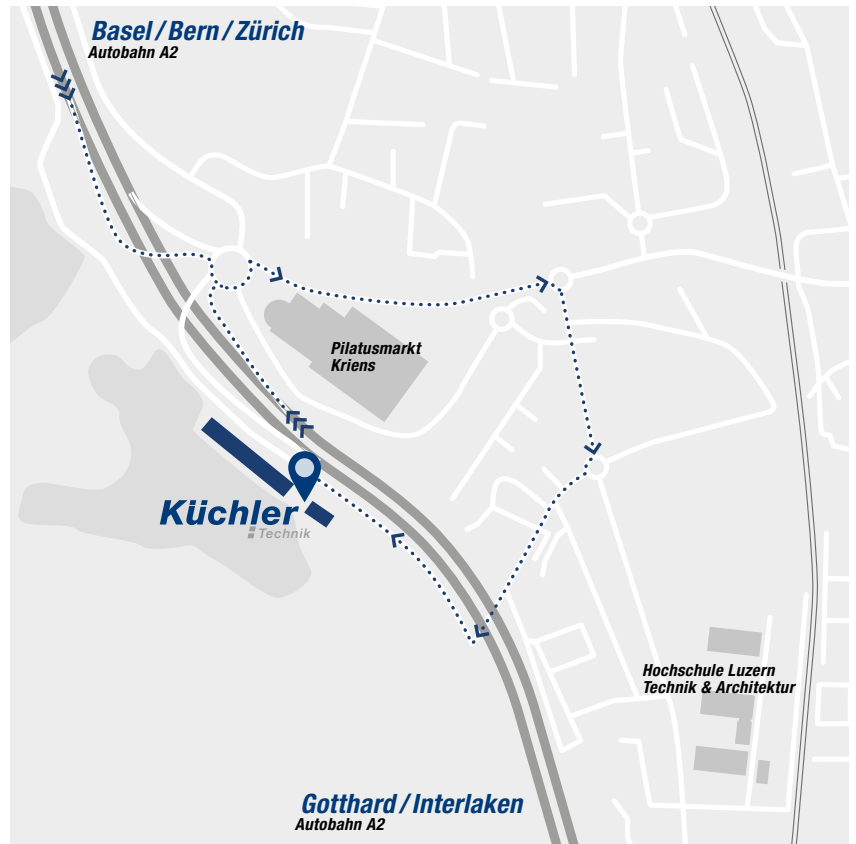 Basel / Bern / Zürich
Autobahn A2
Pilatusmarkt
Kriens
Küchler
Technik
Hochschule Luzern
Technik & Architektur
Gotthard / Interlaken
Autobahn A2